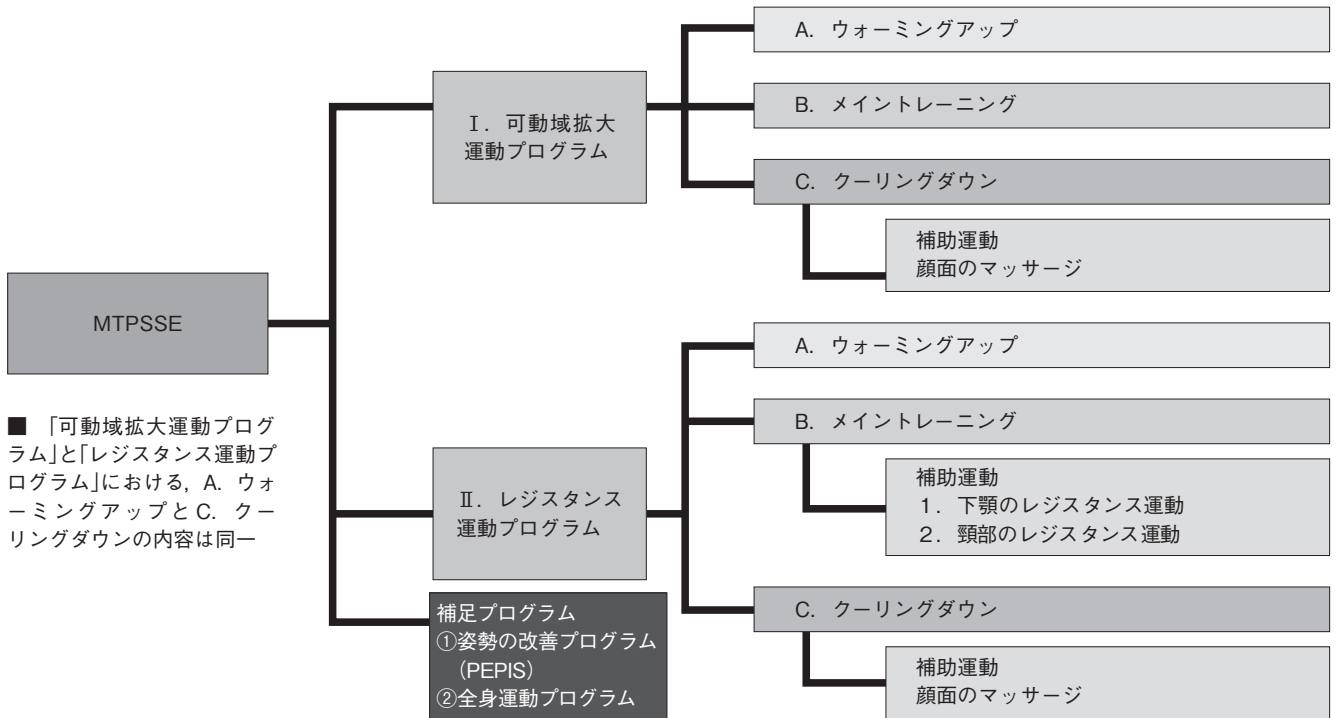 MTPSSE
■ 「可動域拡大運動プログ
ラム」と「レジスタンス運動プ
ログラム」における, A. ウォ
ーミングアップと C. クー
リングダウンの内容は同一
Ⅰ. 可動域拡大
運動プログラム
A. ウォーミングアップ
B. メイントレーニング
C. クーリングダウン
補助運動
顔面のマッサージ
Ⅱ. レジスタンス
運動プログラム
A. ウォーミングアップ
B. メイントレーニング
補助運動
1. 下顎のレジスタンス運動
2. 頸部のレジスタンス運動
C. クーリングダウン
補助運動
顔面のマッサージ
補足プログラム
①姿勢の改善プログラム
(PEPIS)
②全身運動プログラム